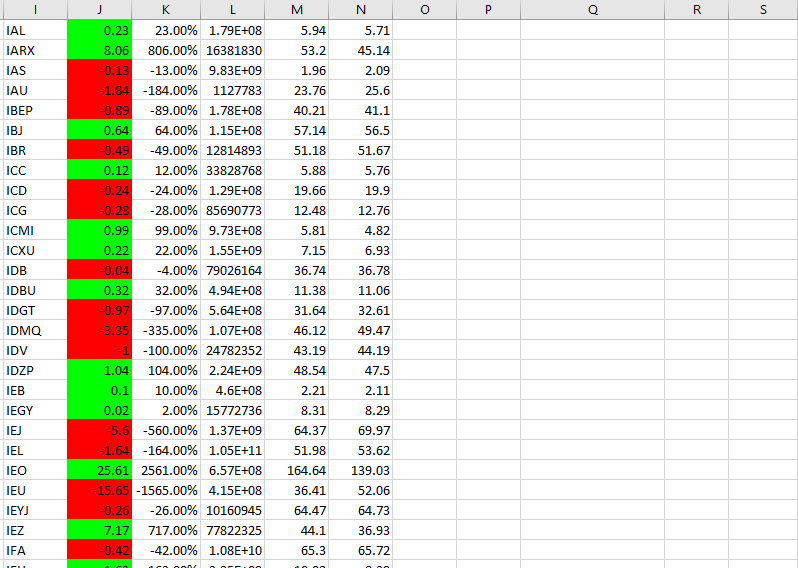 I J K L M N O P Q R S
IAL 0.23 23.00% 1.79E+08 5.94 5.71
IARX 8.06 806.00% 16381830 53.2 45.14
IAS -0.13 -13.00% 9.83E+09 1.96 2.09
IAU -1.84 -184.00% 1127783 23.76 25.6
IBEP -0.89 -89.00% 1.78E+08 40.21 41.1
IBJ 0.64 64.00% 1.15E+08 57.14 56.5
IBR -0.49 -49.00% 12814893 51.18 51.67
ICC 0.12 12.00% 33828768 5.88 5.76
ICD -0.24 -24.00% 1.29E+08 19.66 19.9
ICG -0.28 -28.00% 85690773 12.48 12.76
ICMI 0.99 99.00% 9.73E+08 5.81 4.82
ICXU 0.22 22.00% 1.55E+09 7.15 6.93
IDB -0.04 -4.00% 79026164 36.74 36.78
IDBU 0.32 32.00% 4.94E+08 11.38 11.06
IDGT -0.97 -97.00% 5.64E+08 31.64 32.61
IDMQ -3.35 -335.00% 1.07E+08 46.12 49.47
IDV -1 -100.00% 24782352 43.19 44.19
IDZP 1.04 104.00% 2.24E+09 48.54 47.5
IEB 0.1 10.00% 4.6E+08 2.21 2.11
IEGY 0.02 2.00% 15772736 8.31 8.29
IEJ -5.6 -560.00% 1.37E+09 64.37 69.97
IEL -1.64 -164.00% 1.05E+11 51.98 53.62
IEO 25.61 2561.00% 6.57E+08 164.64 139.03
IEU -15.65 -1565.00% 4.15E+08 36.41 52.06
IEYJ -0.26 -26.00% 10160945 64.47 64.73
IEZ 7.17 717.00% 77822325 44.1 36.93
IFA -0.42 -42.00% 1.08E+10 65.3 65.72